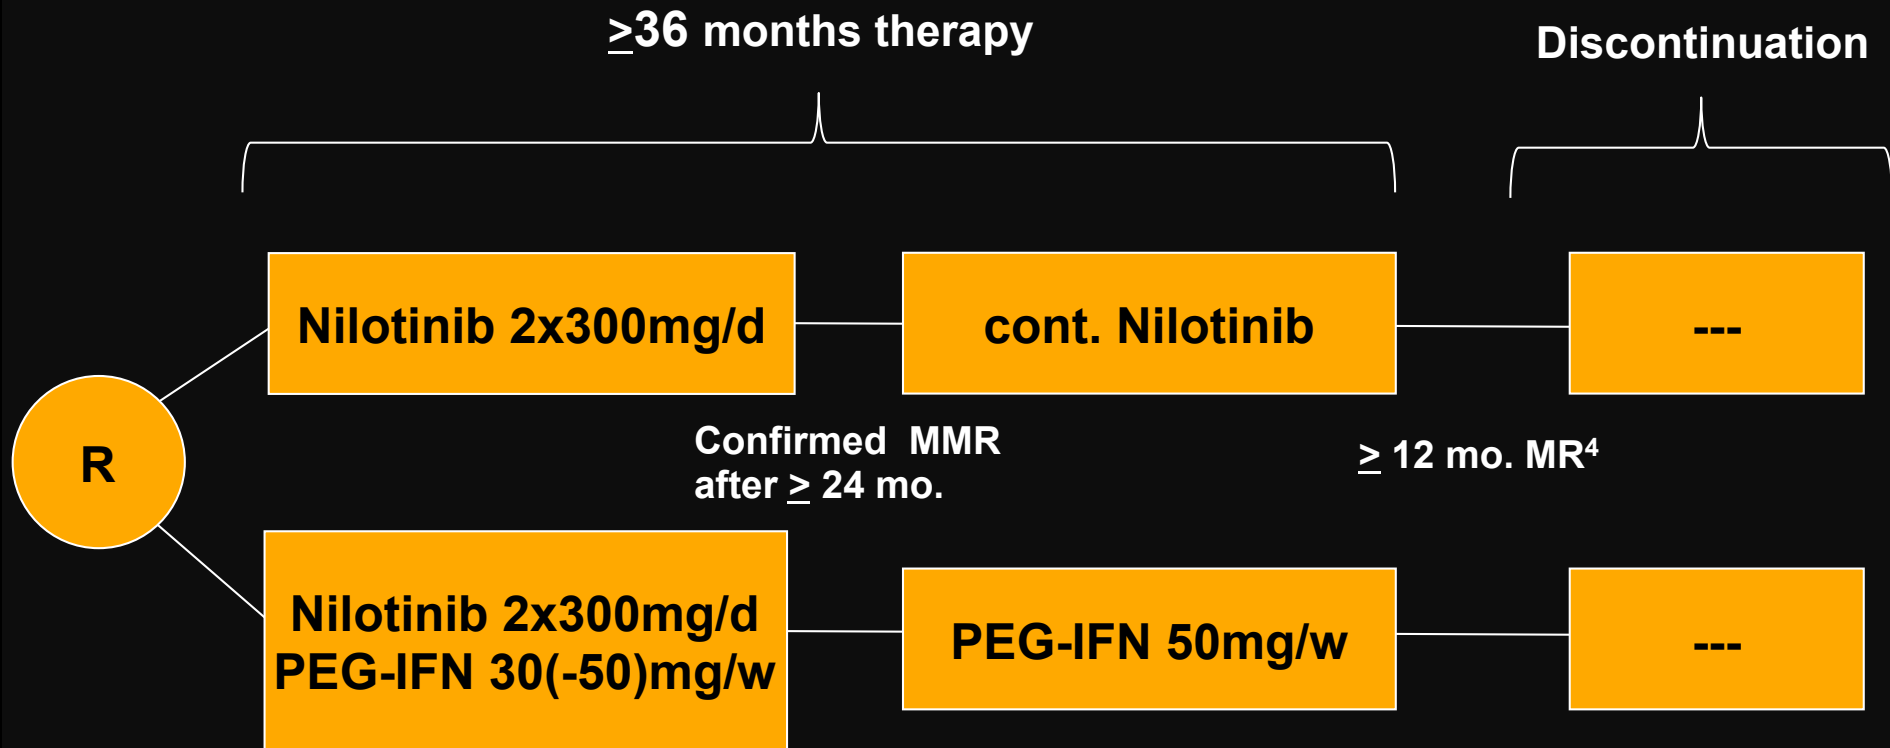 ≥36 months therapy
Discontinuation
Nilotinib 2x300mg/d
cont. Nilotinib
---
R
Confirmed MMR
after ≥ 24 mo.
≥ 12 mo. MR⁴
Nilotinib 2x300mg/d
PEG-IFN 30(-50)mg/w
PEG-IFN 50mg/w
---